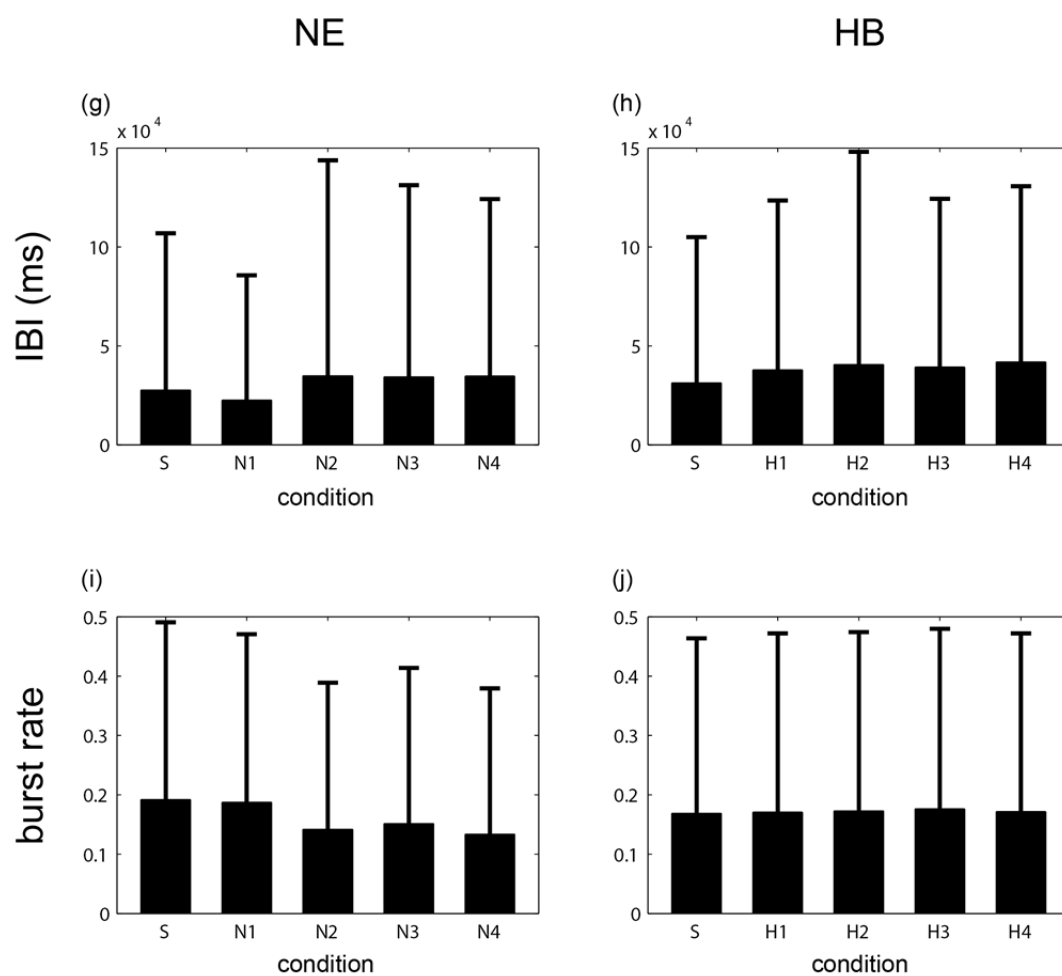 NE HB
(g) (h)
x 10 4 x 10 4
IBI (ms)
15 15
10 10
5 5
0 0
S N1 N2 N3 N4 S H1 H2 H3 H4
condition condition
(i) (j)
burst rate
0.5 0.5
0.4 0.4
0.3 0.3
0.2 0.2
0.1 0.1
0 0
S N1 N2 N3 N4 S H1 H2 H3 H4
condition condition